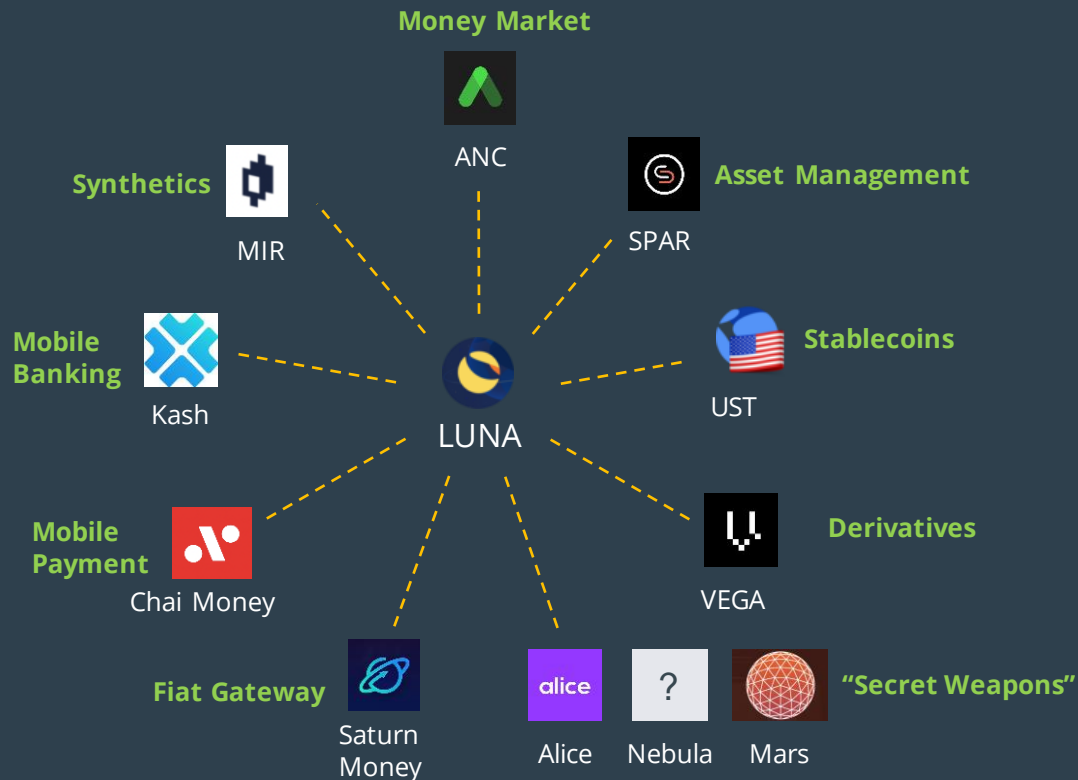 Money Market
ANC
Synthetics
MIR
Asset Management
SPAR
Mobile
Banking
Kash
Stablecoins
UST
LUNA
Mobile
Payment
Chai Money
Derivatives
VEGA
Fiat Gateway
Saturn
Money
alice
Alice
?
Nebula
Mars
“Secret Weapons”